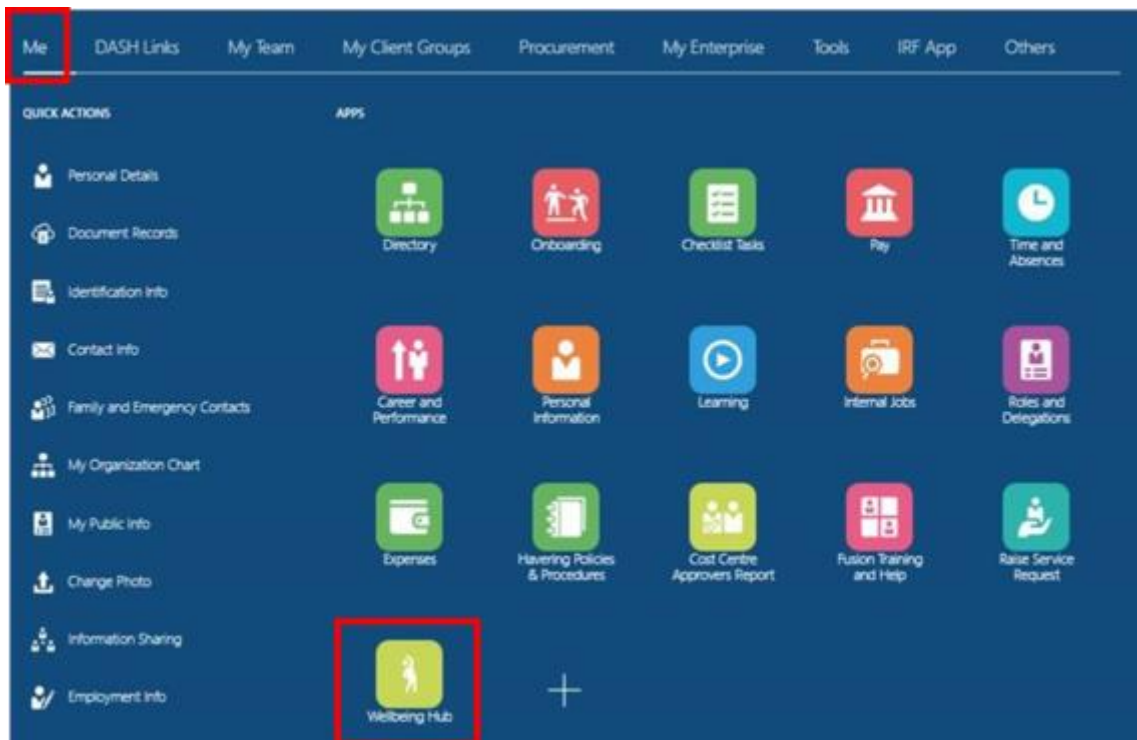 Me DASH Links My Team My Client Groups Procurement My Enterprise Tools IRF App Others
QUICK ACTIONS
Personal Details
Document Records
Identification Info
Contact Info
Family and Emergency Contacts
My Organization Chart
My Public Info
Change Photo
Information Sharing
Employment Info
APPS
Directory
Onboarding
Checklist Tasks
Pay
Time and
Absences
Career and
Performance
Personal
Information
Learning
Internal Jobs
Roles and
Delegations
Expenses
Havering Policies
& Procedures
Cost Centre
Approvers Report
Fusion Training
and Help
Raise Service
Request
Wellbeing Hub